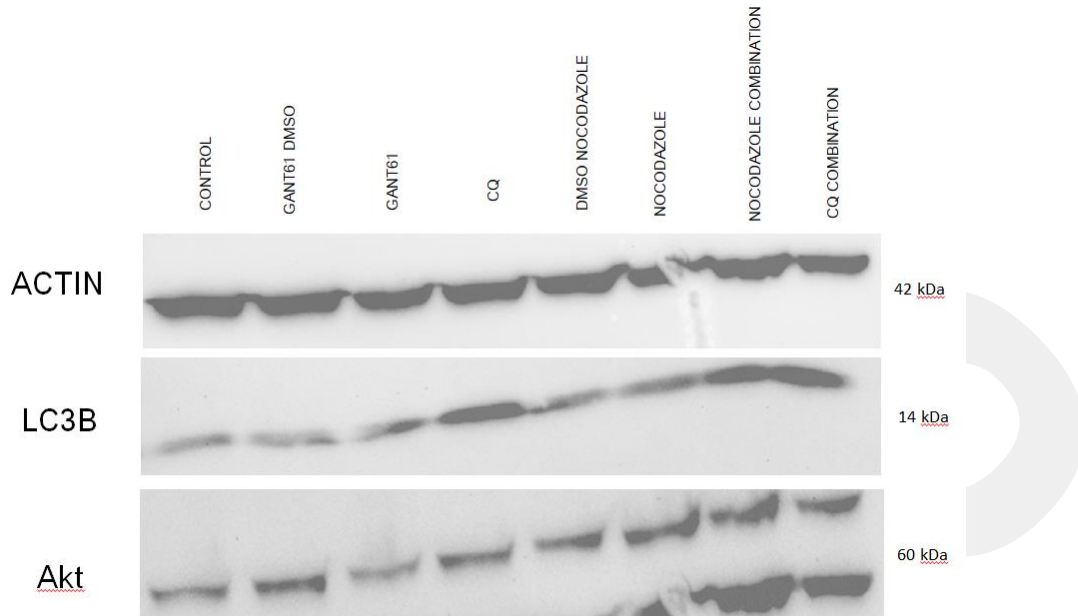 CONTROL
GANT61 DMSO
GANT61
CQ
DMSO NOCODAZOLE
NOCODAZOLE
NOCODAZOLE COMBINATION
CQ COMBINATION
ACTIN
42 kDa
LC3B
14 kDa
60 kDa
Akt